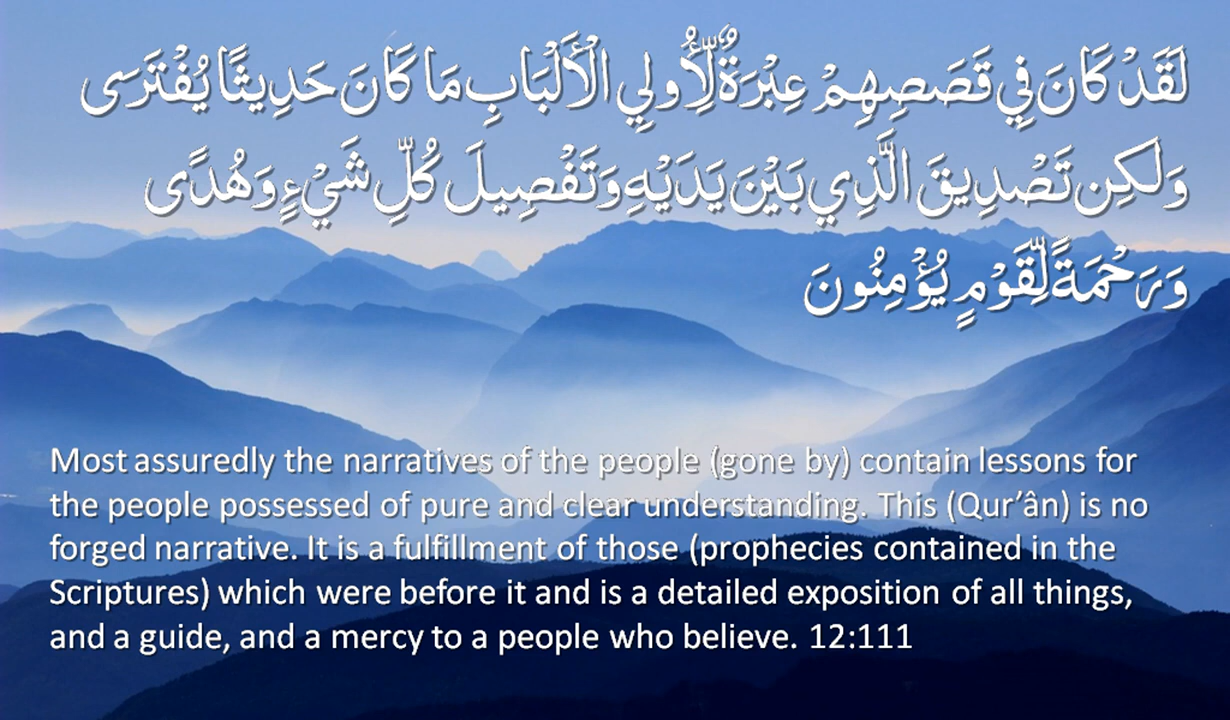 لَقَدْ كَانَ فِي قَصَصِهِمْ عِبْرَةٌ لِّأُولِي الْأَلْبَابِ مَا كَانَ حَدِيثًا يُفْتَرَى
وَلَكِن تَصْدِيقَ الَّذِي بَيْنَ يَدَيْهِ وَتَفْصِيلَ كُلِّ شَيْءٍ وَهُدًى
وَرَحْمَةً لِّقَوْمٍ يُؤْمِنُونَ
Most assuredly the narratives of the people (gone by) contain lessons for
the people possessed of pure and clear understanding. This (Qur’ân) is no
forged narrative. It is a fulfillment of those (prophecies contained in the
Scriptures) which were before it and is a detailed exposition of all things,
and a guide, and a mercy to a people who believe. 12:111